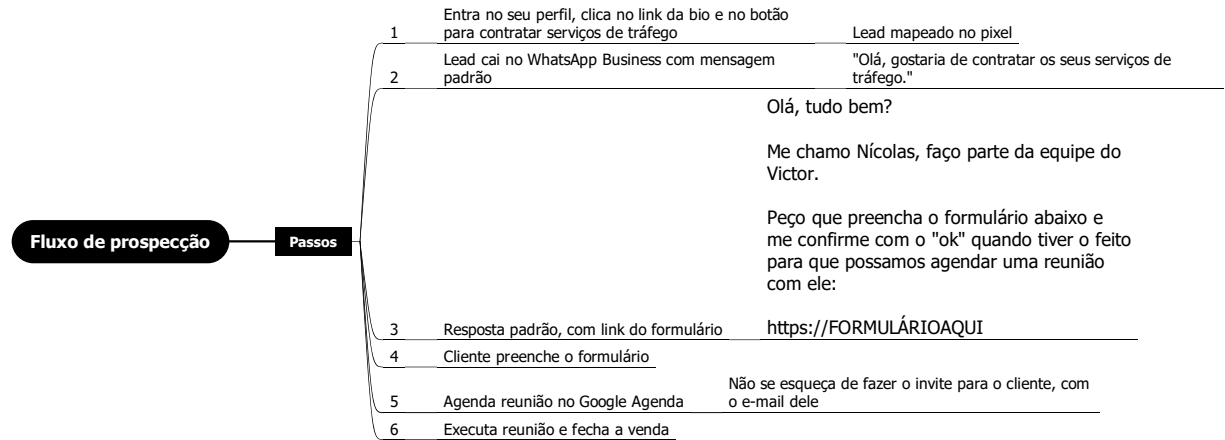 Fluxo de prospecção
Passos
1
Entra no seu perfil, clica no link da bio e no botão
para contratar serviços de tráfego
Lead mapeado no pixel
2
Lead cai no WhatsApp Business com mensagem
padrão
"Olá, gostaria de contratar os seus serviços de
tráfego."
3
Resposta padrão, com link do formulário
Olá, tudo bem?
Me chamo Nícolas, faço parte da equipe do
Victor.
Peço que preencha o formulário abaixo e
me confirme com o "ok" quando tiver o feito
para que possamos agendar uma reunião
com ele:
https://FORMULÁRIOAQUI
4
Cliente preenche o formulário
5
Agenda reunião no Google Agenda
Não se esqueça de fazer o invite para o cliente, com
o e-mail dele
6
Executa reunião e fecha a venda